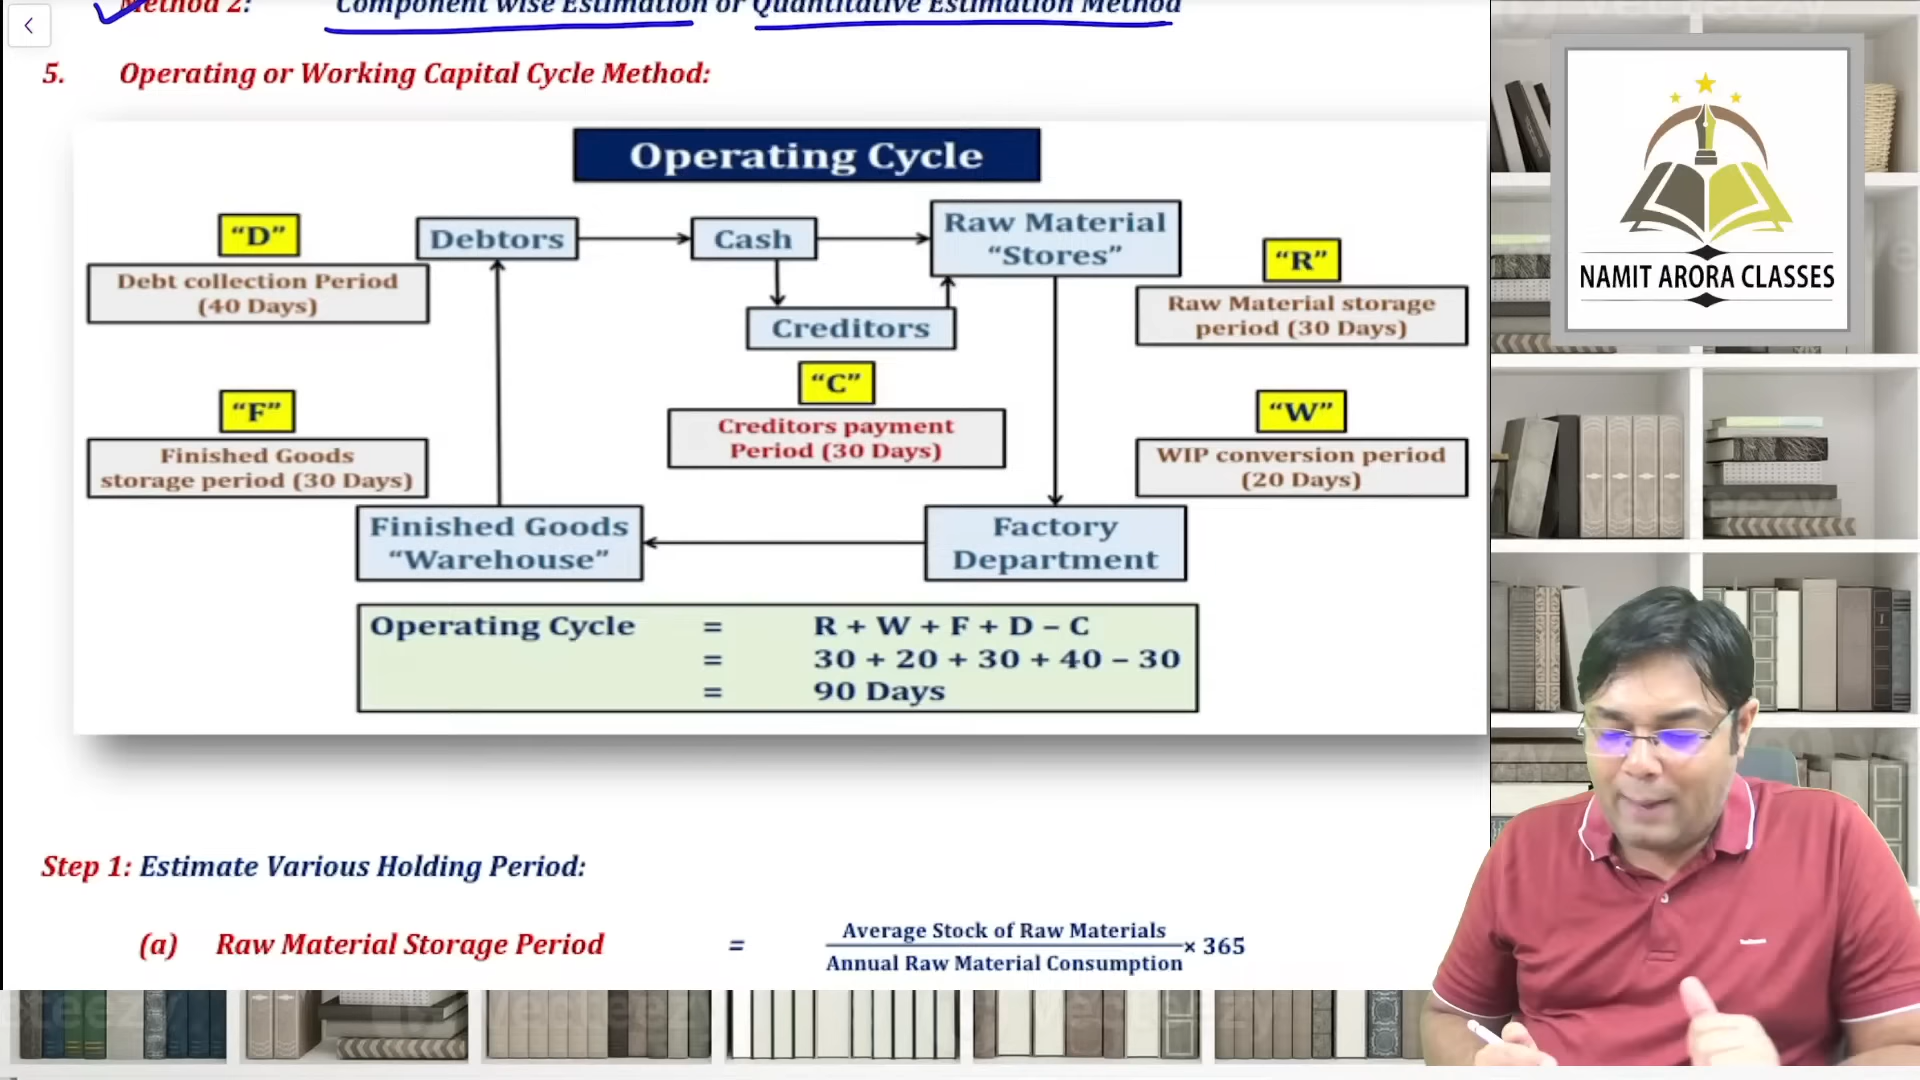 Method 2: Component wise Estimation or Quantitative Estimation Method
5. Operating or Working Capital Cycle Method:
Operating Cycle
"D"
Debt collection Period
(40 Days)
Debtors
Cash
Raw Material
"Stores"
"R"
Raw Material storage
period (30 Days)
Creditors
"C"
Creditors payment
Period (30 Days)
"F"
Finished Goods
storage period (30 Days)
"W"
WIP conversion period
(20 Days)
Finished Goods
"Warehouse"
Factory
Department
Operating Cycle = R + W + F + D – C
= 30 + 20 + 30 + 40 – 30
= 90 Days
Step 1: Estimate Various Holding Period:
(a) Raw Material Storage Period = Average Stock of Raw Materials
Annual Raw Material Consumption × 365
NAMIT ARORA CLASSES